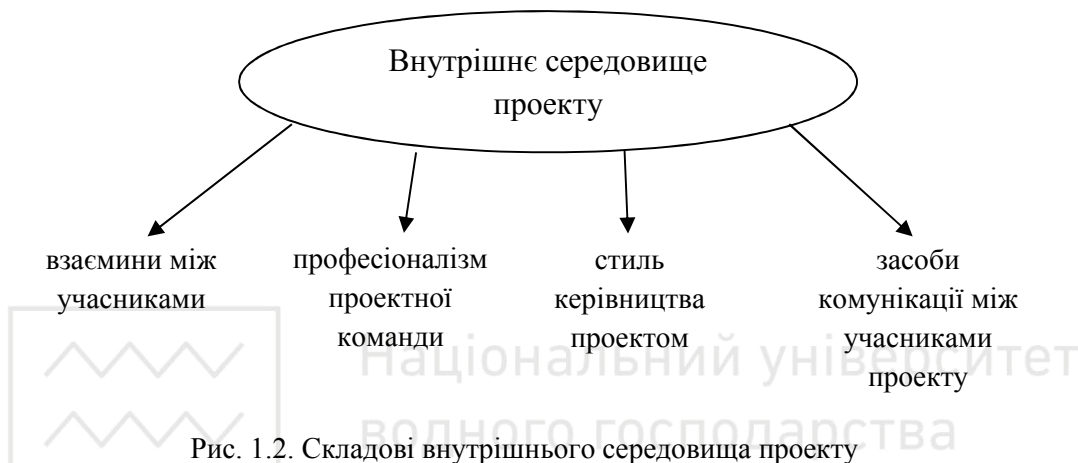 Внутрішнє середовище
проекту
взаємини між
учасниками
професіоналізм
проектної
команди
стиль
керівництва
проектом
засоби
комунікації між
учасниками
проекту
Національний університет
водного господарства
Рис. 1.2. Складові внутрішнього середовища проекту